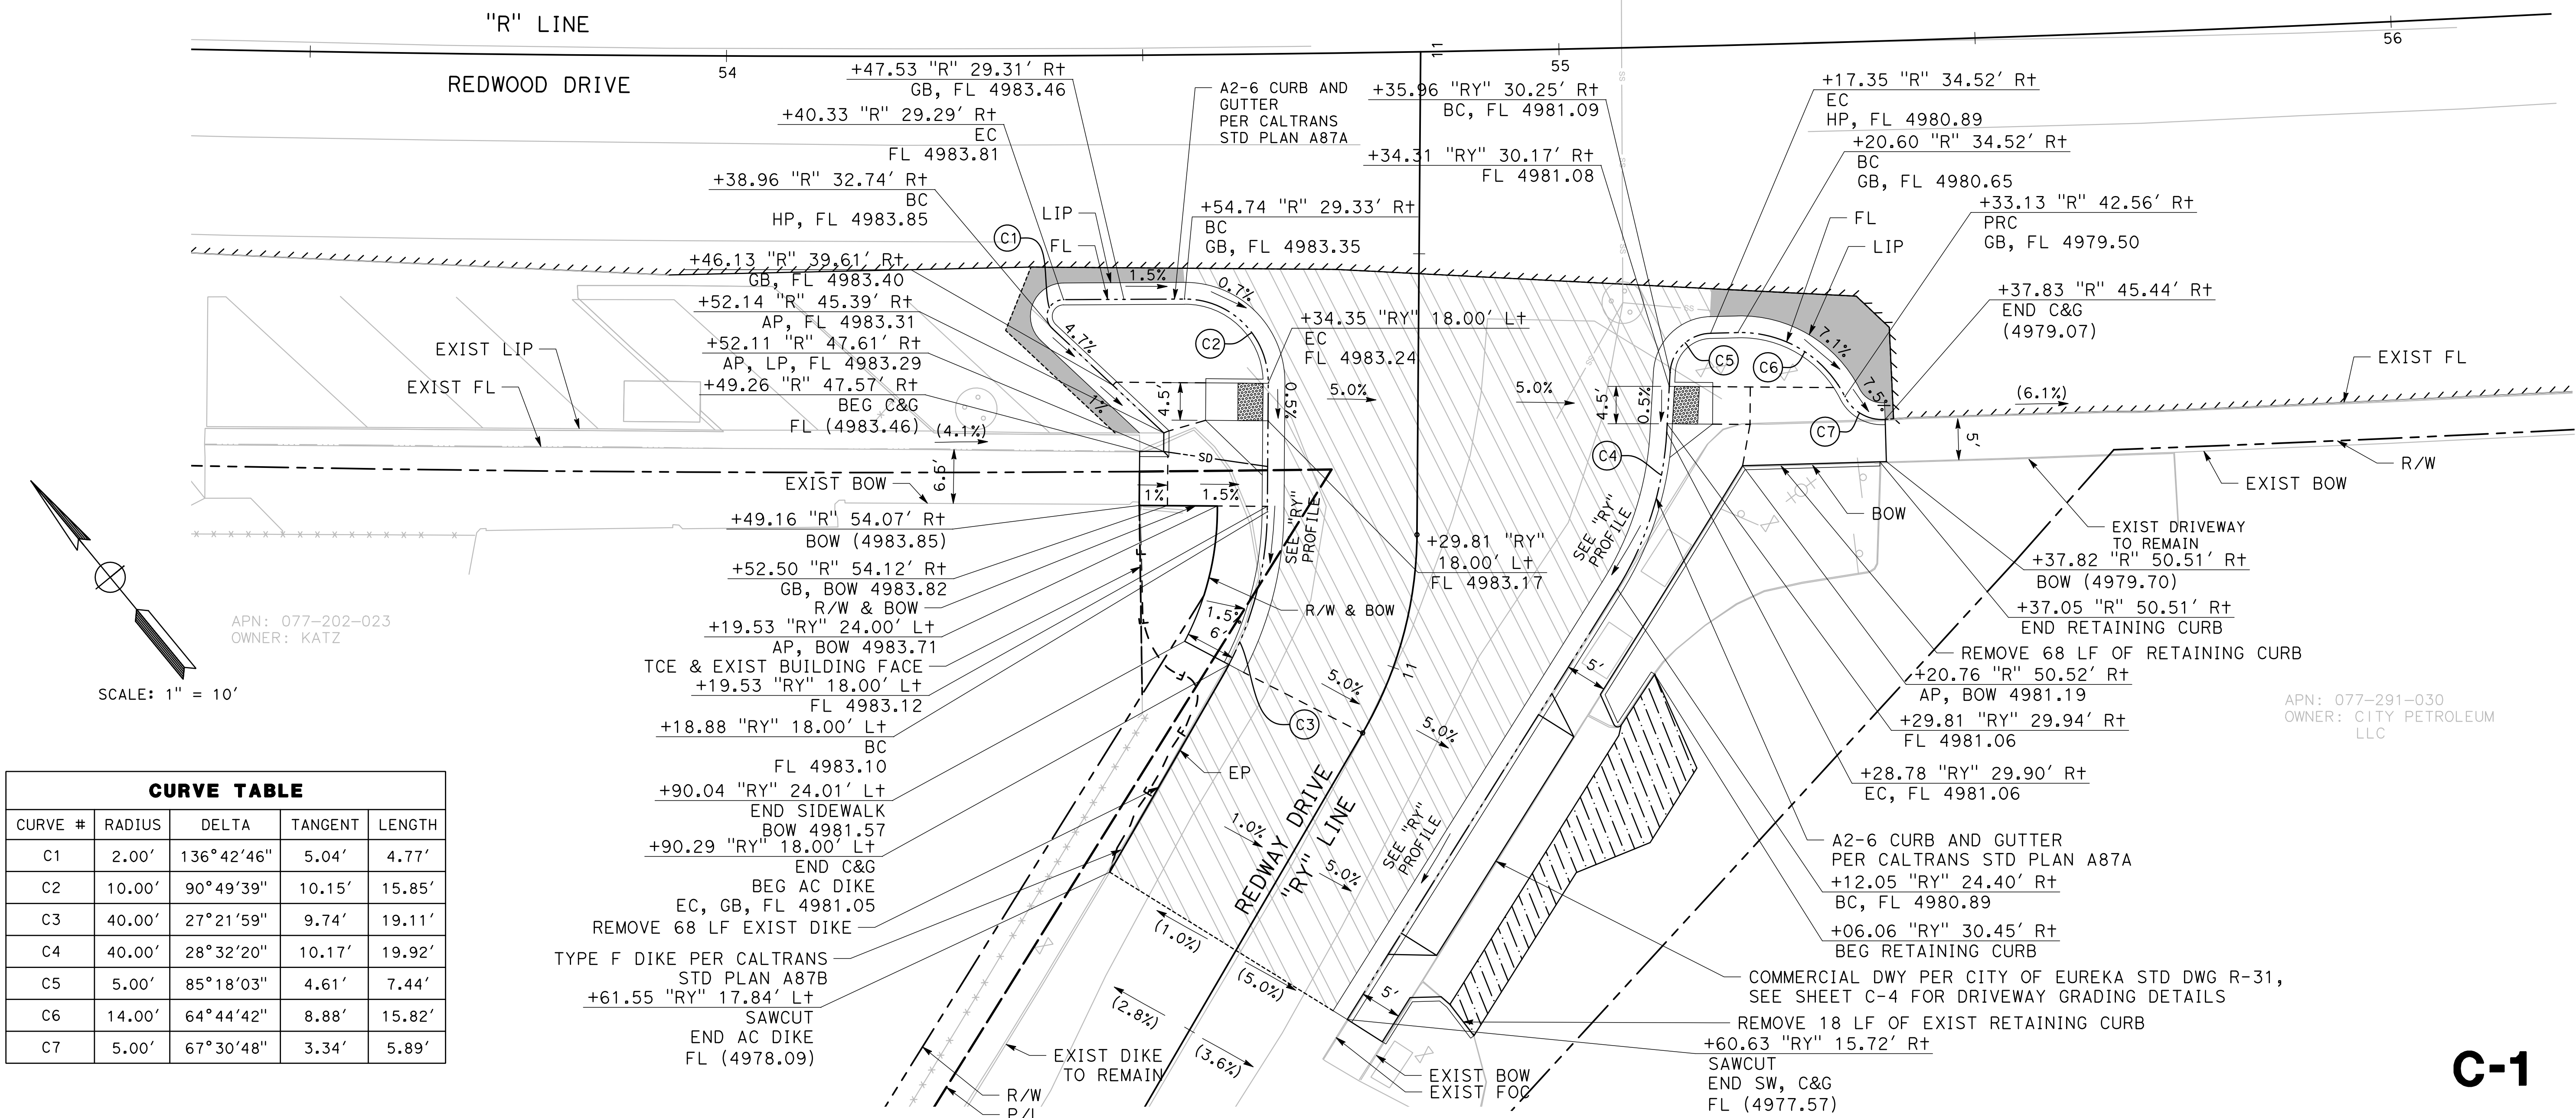 "R" LINE
REDWOOD DRIVE
54
55
56
11
+47.53 "R" 29.31' Rt
GB, FL 4983.46
+40.33 "R" 29.29' Rt
EC
FL 4983.81
+38.96 "R" 32.74' Rt
BC
HP, FL 4983.85
+46.13 "R" 39.61' Rt
GB, FL 4983.40
+52.14 "R" 45.39' Rt
AP, FL 4983.31
+52.11 "R" 47.61' Rt
AP, LP, FL 4983.29
+49.26 "R" 47.57' Rt
BEG C&G
FL (4983.46)
A2-6 CURB AND
GUTTER
PER CALTRANS
STD PLAN A87A
+54.74 "R" 29.33' Rt
BC
GB, FL 4983.35
+35.96 "RY" 30.25' Rt
BC, FL 4981.09
+34.31 "RY" 30.17' Rt
FL 4981.08
+17.35 "R" 34.52' Rt
EC
HP, FL 4980.89
+20.60 "R" 34.52' Rt
BC
GB, FL 4980.65
+33.13 "R" 42.56' Rt
PRC
GB, FL 4979.50
+37.83 "R" 45.44' Rt
END C&G
(4979.07)
LIP
FL
C1
1.5%
0.7%
4.7%
C2
+34.35 "RY" 18.00' Lt
EC
FL 4983.24
4.5'
0.5%
5.0%
5.0%
4.5'
0.5%
FL
LIP
C5
C6
7.1%
7.5%
C7
C4
(6.1%)
EXIST FL
5'
R/W
EXIST BOW
EXIST LIP
EXIST FL
(4.1%)
6.5'
EXIST BOW
1%
SD
1%
1.5%
SEE "RY"
PROFILE
SEE "RY"
PROFILE
SS
SS
SS
SS
BOW
EXIST DRIVEWAY
TO REMAIN
+49.16 "R" 54.07' Rt
BOW (4983.85)
+52.50 "R" 54.12' Rt
GB, BOW 4983.82
R/W & BOW
+19.53 "RY" 24.00' Lt
AP, BOW 4983.71
TCE & EXIST BUILDING FACE
+19.53 "RY" 18.00' Lt
FL 4983.12
+18.88 "RY" 18.00' Lt
BC
FL 4983.10
+90.04 "RY" 24.01' Lt
END SIDEWALK
BOW 4981.57
+90.29 "RY" 18.00' Lt
END C&G
BEG AC DIKE
EC, GB, FL 4981.05
REMOVE 68 LF EXIST DIKE
TYPE F DIKE PER CALTRANS
STD PLAN A87B
+61.55 "RY" 17.84' Lt
SAWCUT
END AC DIKE
FL (4978.09)
+29.81 "RY"
18.00' Lt
FL 4983.17
R/W & BOW
1.5%
6'
F
F
F
F
F
F
C3
EP
5.0%
11
5.0%
1.0%
5.0%
REDWAY DRIVE
"RY" LINE
SEE "RY"
PROFILE
(1.0%)
(5.0%)
(2.8%)
(3.6%)
5'
5'
EXIST DIKE
TO REMAIN
R/W
P/L
EXIST BOW
EXIST FOC
+37.82 "R" 50.51' Rt
BOW (4979.70)
+37.05 "R" 50.51' Rt
END RETAINING CURB
REMOVE 68 LF OF RETAINING CURB
+20.76 "R" 50.52' Rt
AP, BOW 4981.19
+29.81 "RY" 29.94' Rt
FL 4981.06
+28.78 "RY" 29.90' Rt
EC, FL 4981.06
A2-6 CURB AND GUTTER
PER CALTRANS STD PLAN A87A
+12.05 "RY" 24.40' Rt
BC, FL 4980.89
+06.06 "RY" 30.45' Rt
BEG RETAINING CURB
COMMERCIAL DWY PER CITY OF EUREKA STD DWG R-31,
SEE SHEET C-4 FOR DRIVEWAY GRADING DETAILS
REMOVE 18 LF OF EXIST RETAINING CURB
+60.63 "RY" 15.72' Rt
SAWCUT
END SW, C&G
FL (4977.57)
APN: 077-202-023
OWNER: KATZ
APN: 077-291-030
OWNER: CITY PETROLEUM
LLC
SCALE: 1" = 10'
CURVE TABLE
CURVE # RADIUS DELTA TANGENT LENGTH
C1 2.00' 136°42'46" 5.04' 4.77'
C2 10.00' 90°49'39" 10.15' 15.85'
C3 40.00' 27°21'59" 9.74' 19.11'
C4 40.00' 28°32'20" 10.17' 19.92'
C5 5.00' 85°18'03" 4.61' 7.44'
C6 14.00' 64°44'42" 8.88' 15.82'
C7 5.00' 67°30'48" 3.34' 5.89'
C-1